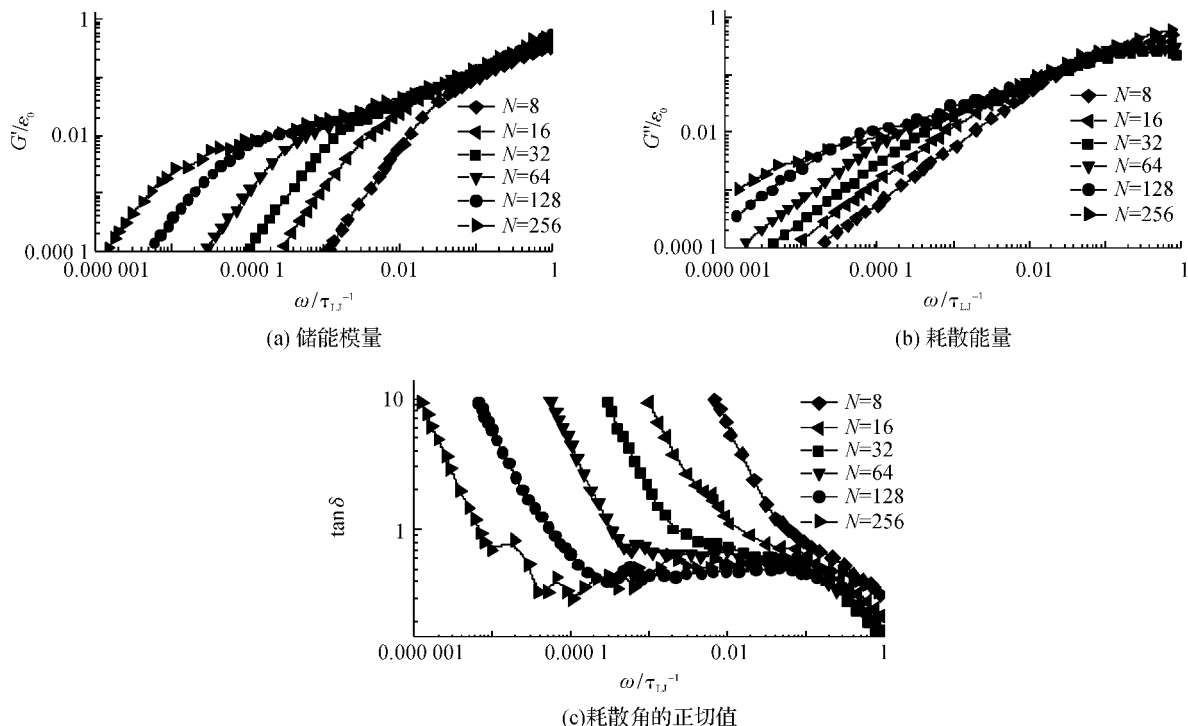 1
0.01
0.000 1
G'/ε₀
N=8
N=16
N=32
N=64
N=128
N=256
0.000 001
0.000 1
0.01
1
ω/τ_LJ⁻¹
(a) 储能模量
1
0.01
0.000 1
G''/ε₀
N=8
N=16
N=32
N=64
N=128
N=256
0.000 001
0.000 1
0.01
1
ω/τ_LJ⁻¹
(b) 耗散能量
10
1
tan δ
N=8
N=16
N=32
N=64
N=128
N=256
0.000 001
0.000 1
0.01
1
ω/τ_LJ⁻¹
(c)耗散角的正切值